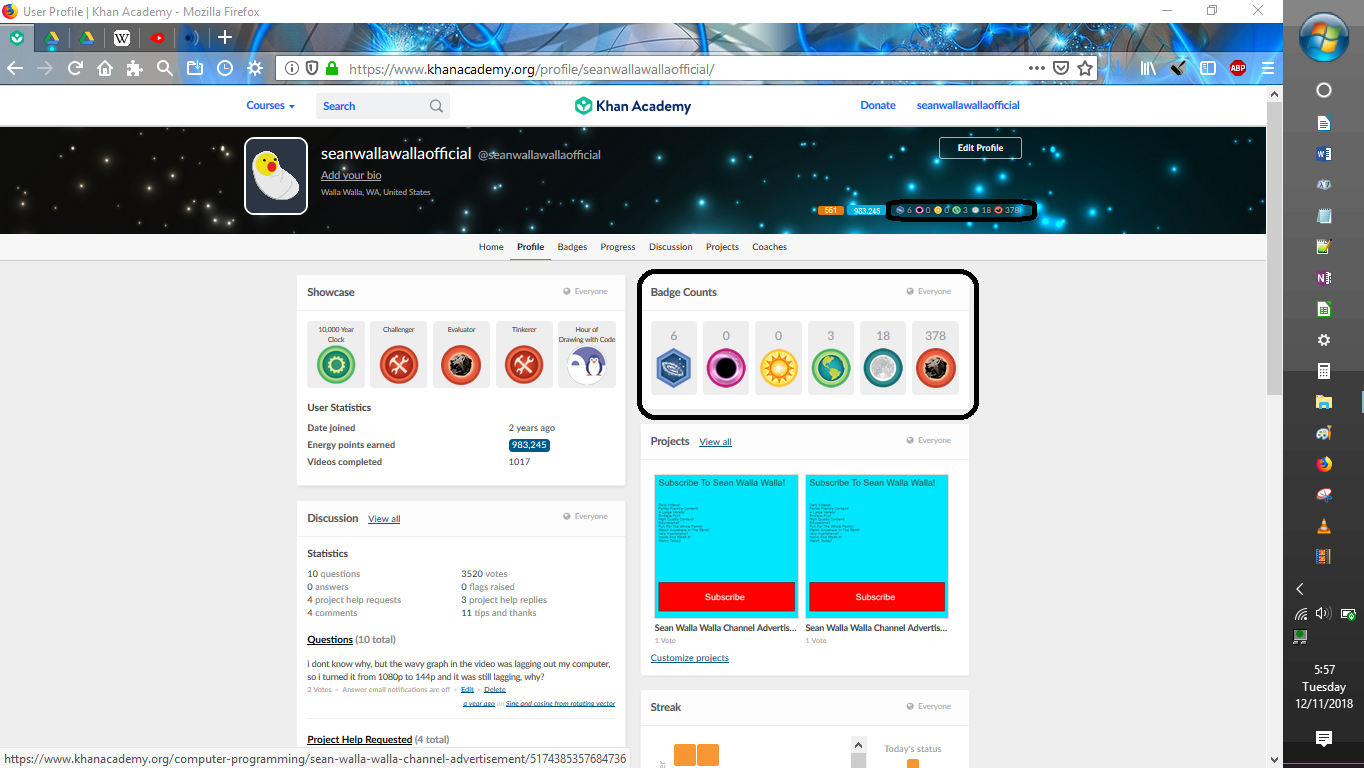 User Profile | Khan Academy - Mozilla Firefox
W
https://www.khanacademy.org/profile/seanwallawallaofficial/
ABP
Courses
Search
Khan Academy
Donate
seanwallawallaofficial
seanwallawallaofficial @seanwallawallaofficial
Edit Profile
Add your bio
Walla Walla, WA, United States
561 983,245 6 0 0 3 18 378
Home Profile Badges Progress Discussion Projects Coaches
Showcase
Everyone
10,000 Year Clock
Challenger
Evaluator
Tinkerer
Hour of Drawing with Code
User Statistics
Date joined 2 years ago
Energy points earned 983,245
Videos completed 1017
Badge Counts
Everyone
6 0 0 3 18 378
Projects View all
Everyone
Subscribe To Sean Walla Walla!
Subscribe
Sean Walla Walla Channel Advertis...
1 Vote
Subscribe To Sean Walla Walla!
Subscribe
Sean Walla Walla Channel Advertis...
1 Vote
Customize projects
Discussion View all
Everyone
Statistics
10 questions 3520 votes
0 answers 0 flags raised
4 project help requests 3 project help replies
4 comments 11 tips and thanks
Questions (10 total)
i dont know why, but the wavy graph in the video was lagging out my computer,
so i turned it from 1080p to 144p and it was still lagging, why?
2 Votes • Answer email notifications are off • Edit • Delete
a year ago on Sine and cosine from rotating vector
Project Help Requested (4 total)
Streak
Everyone
Today's status
https://www.khanacademy.org/computer-programming/sean-walla-walla-channel-advertisement/5174385357684736
5:57
Tuesday
12/11/2018